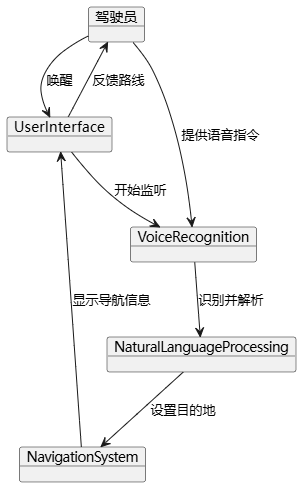 驾驶员
唤醒
反馈路线
UserInterface
提供语音指令
开始监听
VoiceRecognition
显示导航信息
识别并解析
NaturalLanguageProcessing
设置目的地
NavigationSystem